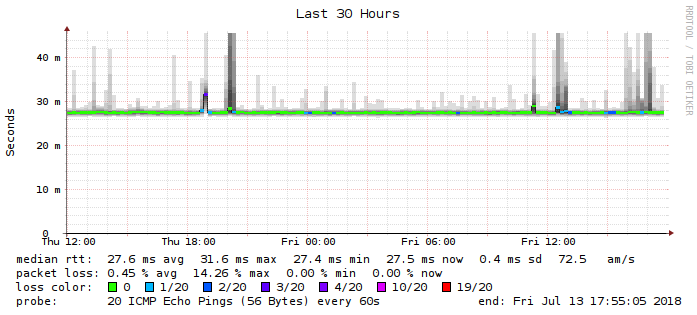 Last 30 Hours
RRDTOOL / TOBI OETIKER
Seconds
40 m
30 m
20 m
10 m
0
Thu 12:00 Thu 18:00 Fri 00:00 Fri 06:00 Fri 12:00
median rtt: 27.6 ms avg 31.6 ms max 27.4 ms min 27.5 ms now 0.4 ms sd 72.5 am/s
packet loss: 0.45 % avg 14.26 % max 0.00 % min 0.00 % now
loss color: 0 1/20 2/20 3/20 4/20 10/20 19/20
probe: 20 ICMP Echo Pings (56 Bytes) every 60s end: Fri Jul 13 17:55:05 2018